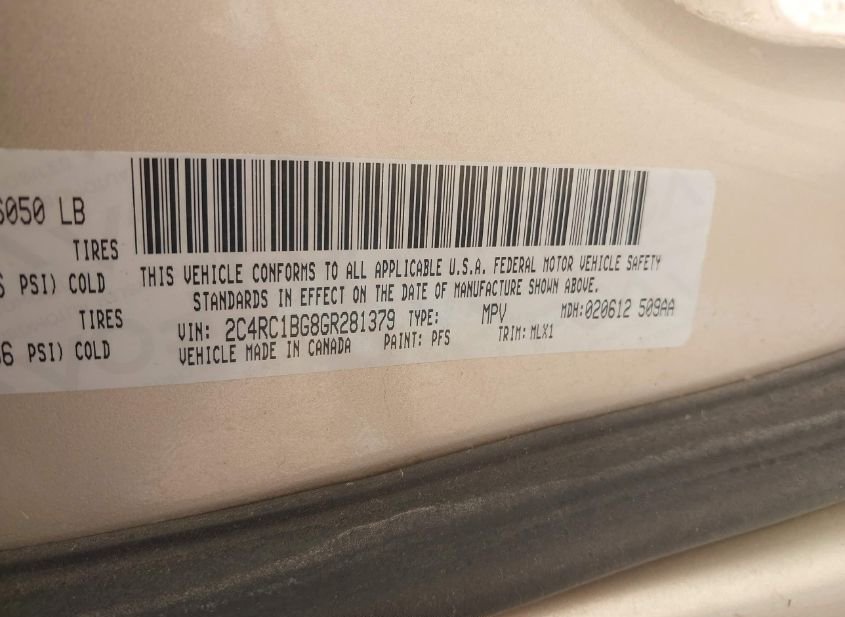 6050 LB
TIRES
PSI) COLD
TIRES
6 PSI) COLD
THIS VEHICLE CONFORMS TO ALL APPLICABLE U.S.A. FEDERAL MOTOR VEHICLE SAFETY
STANDARDS IN EFFECT ON THE DATE OF MANUFACTURE SHOWN ABOVE.
VIN: 2C4RC1BG8GR281379 TYPE: MPV MDH:020612 509AA
VEHICLE MADE IN CANADA PAINT: PFS TRIM: MLX1